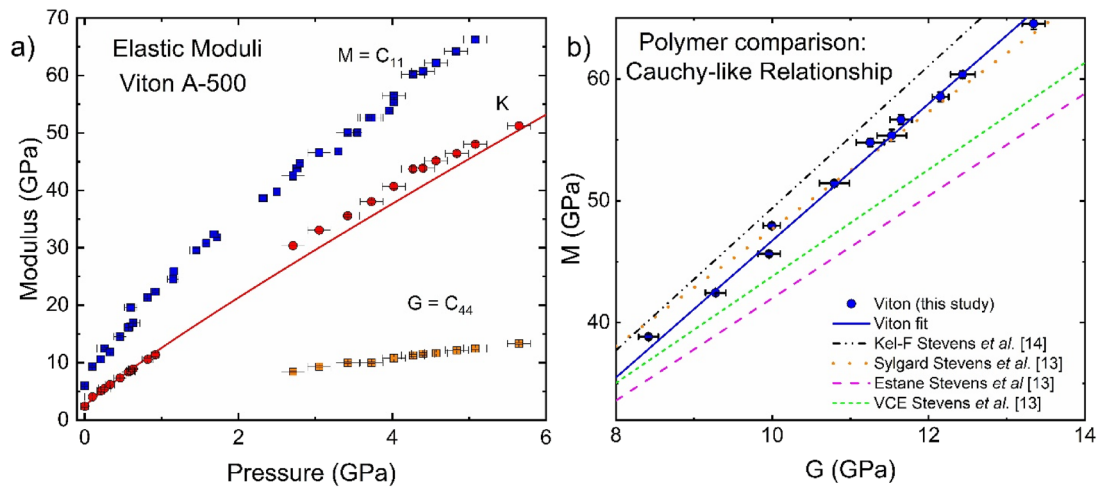 a)
Elastic Moduli
Viton A-500
M = C₁₁
K
G = C₄₄
Modulus (GPa)
70
60
50
40
30
20
10
0
0
2
4
6
Pressure (GPa)
b)
Polymer comparison:
Cauchy-like Relationship
M (GPa)
60
40
8
10
12
14
G (GPa)
Viton (this study)
Viton fit
Kel-F Stevens et al. [14]
Sylgard Stevens et al. [13]
Estane Stevens et al [13]
VCE Stevens et al. [13]